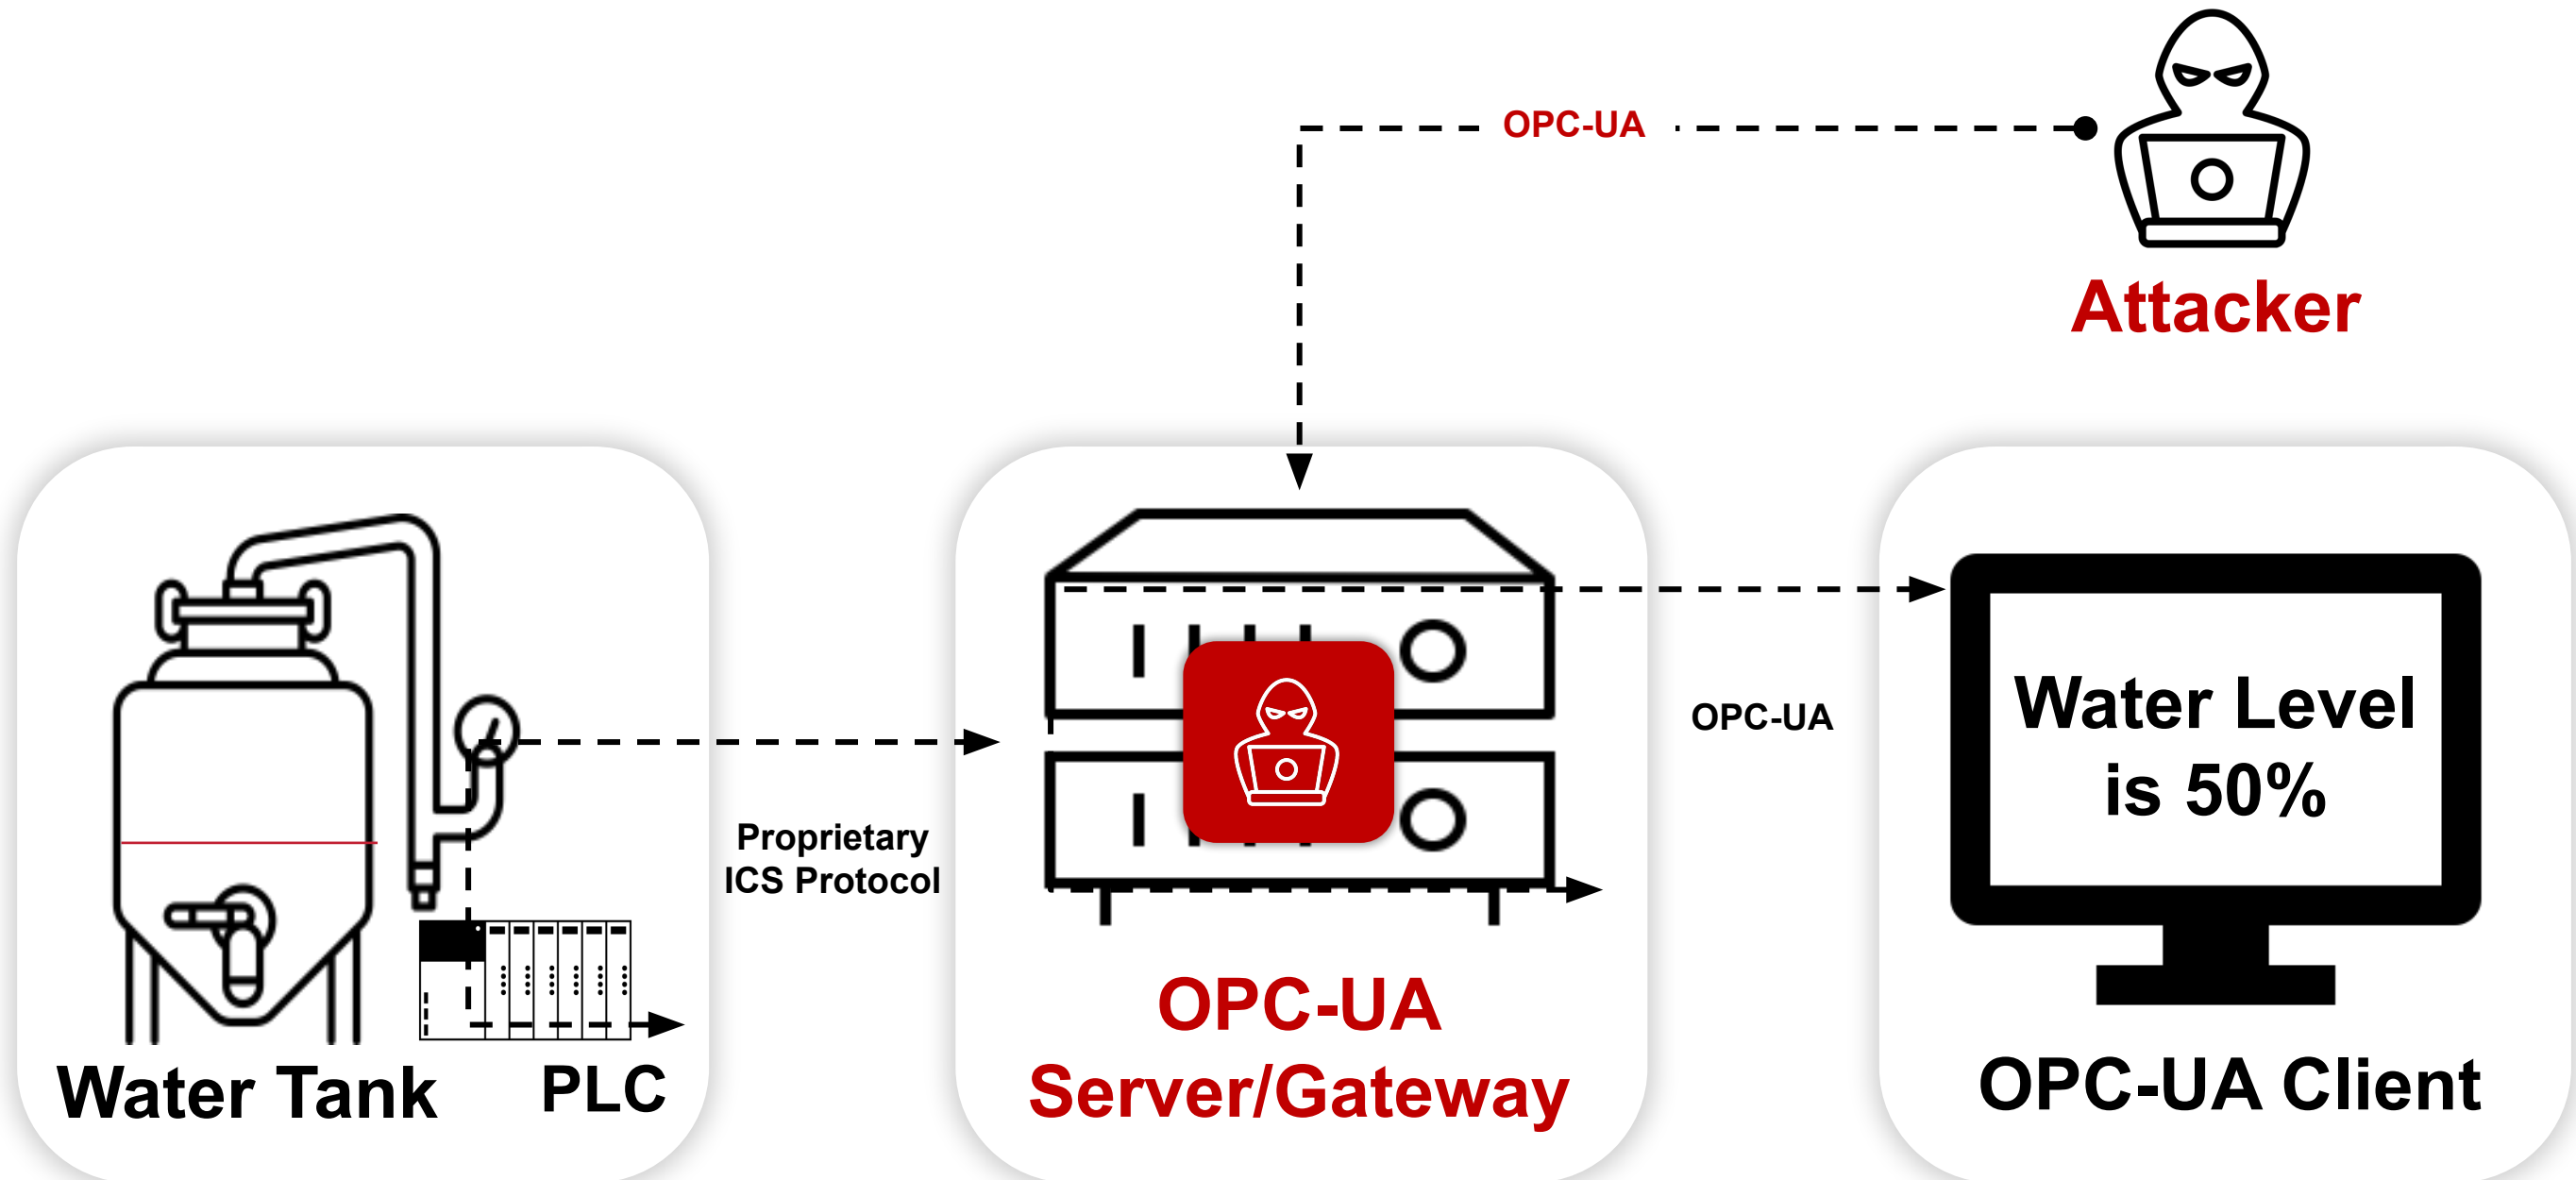 OPC-UA
Attacker
Proprietary
ICS Protocol
OPC-UA
Water Level
is 50%
Water Tank
PLC
OPC-UA
Server/Gateway
OPC-UA Client